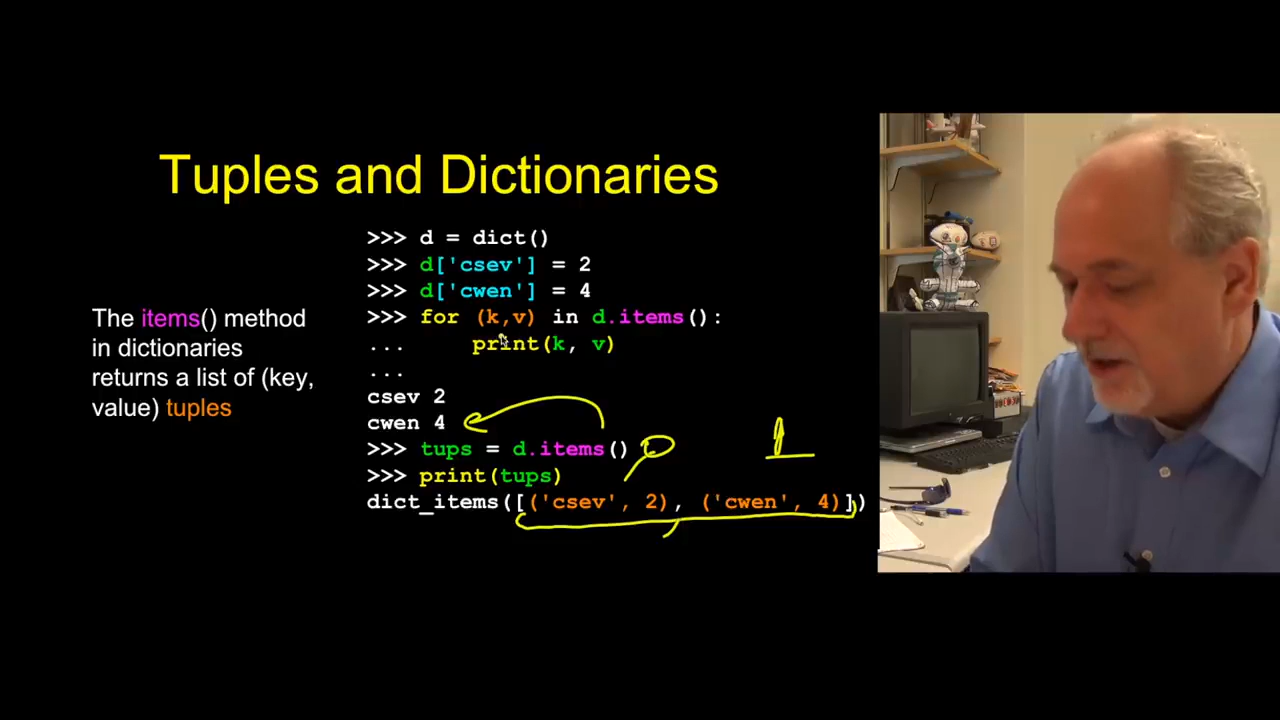 Tuples and Dictionaries
The items() method
in dictionaries
returns a list of (key,
value) tuples
>>> d = dict()
>>> d['csev'] = 2
>>> d['cwen'] = 4
>>> for (k,v) in d.items():
...     print(k, v)
...
csev 2
cwen 4
>>> tups = d.items()
>>> print(tups)
dict_items([('csev', 2), ('cwen', 4)])